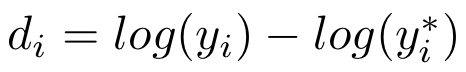 d_i = log(y_i) − log(y_i^*)